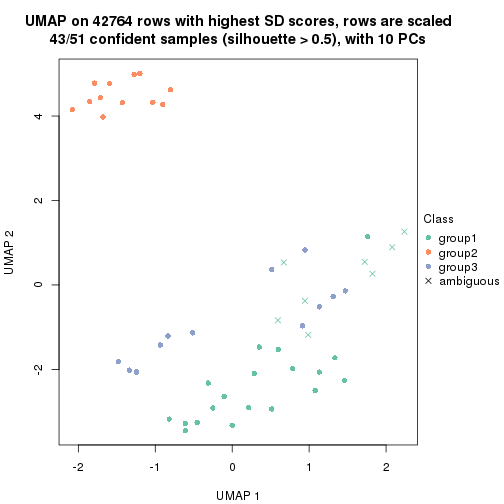 UMAP on 42764 rows with highest SD scores, rows are scaled
43/51 confident samples (silhouette > 0.5), with 10 PCs
4
2
0
-2
UMAP 2
-2
-1
0
1
2
UMAP 1
Class
group1
group2
group3
ambiguous